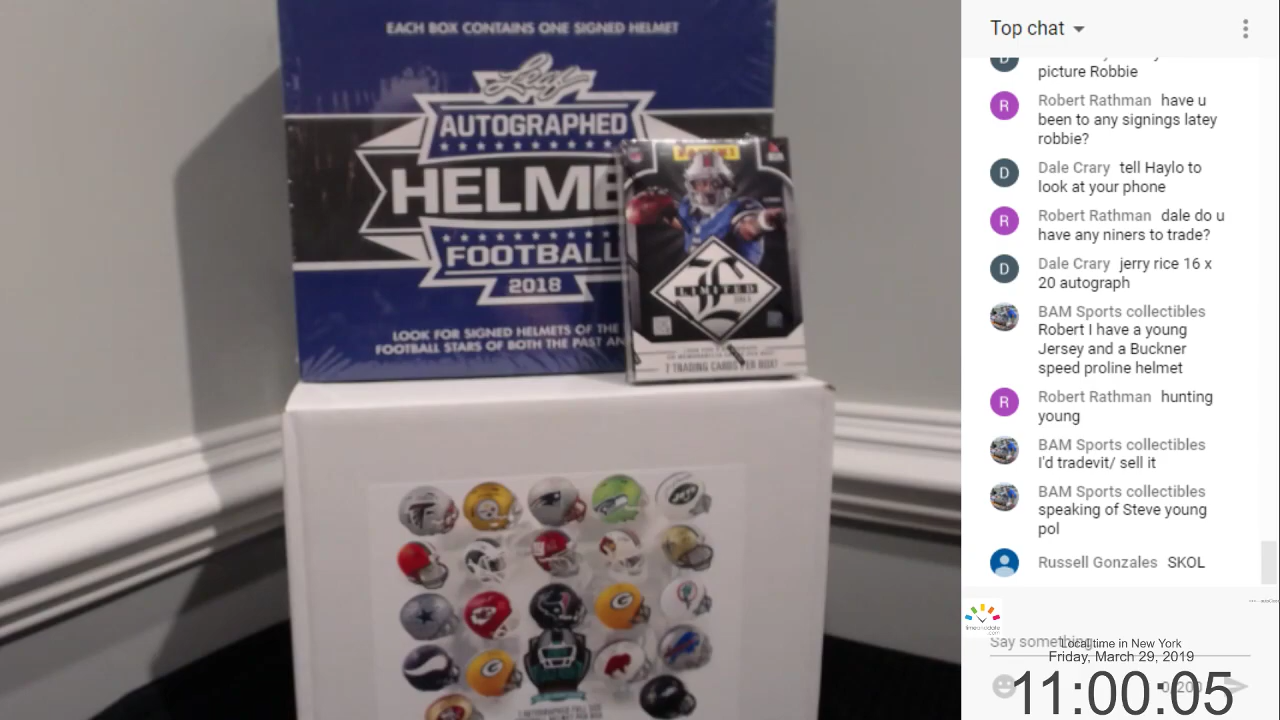 EACH BOX CONTAINS ONE SIGNED HELMET
Leaf
AUTOGRAPHED
HELME
FOOTBALL
2018
LOOK FOR SIGNED HELMETS OF THE
FOOTBALL STARS OF BOTH THE PAST AN
PANINI
LIMITED
7 TRADING CARDS PER BOX!
Top chat
picture Robbie
Robert Rathman have u
been to any signings latey
robbie?
Dale Crary tell Haylo to
look at your phone
Robert Rathman dale do u
have any niners to trade?
Dale Crary jerry rice 16 x
20 autograph
BAM Sports collectibles
Robert I have a young
Jersey and a Buckner
speed proline helmet
Robert Rathman hunting
young
BAM Sports collectibles
I'd tradevit/ sell it
BAM Sports collectibles
speaking of Steve young
pol
Russell Gonzales SKOL
Say something...
Local time in New York
Friday, March 29, 2019
0/200
11:00:05